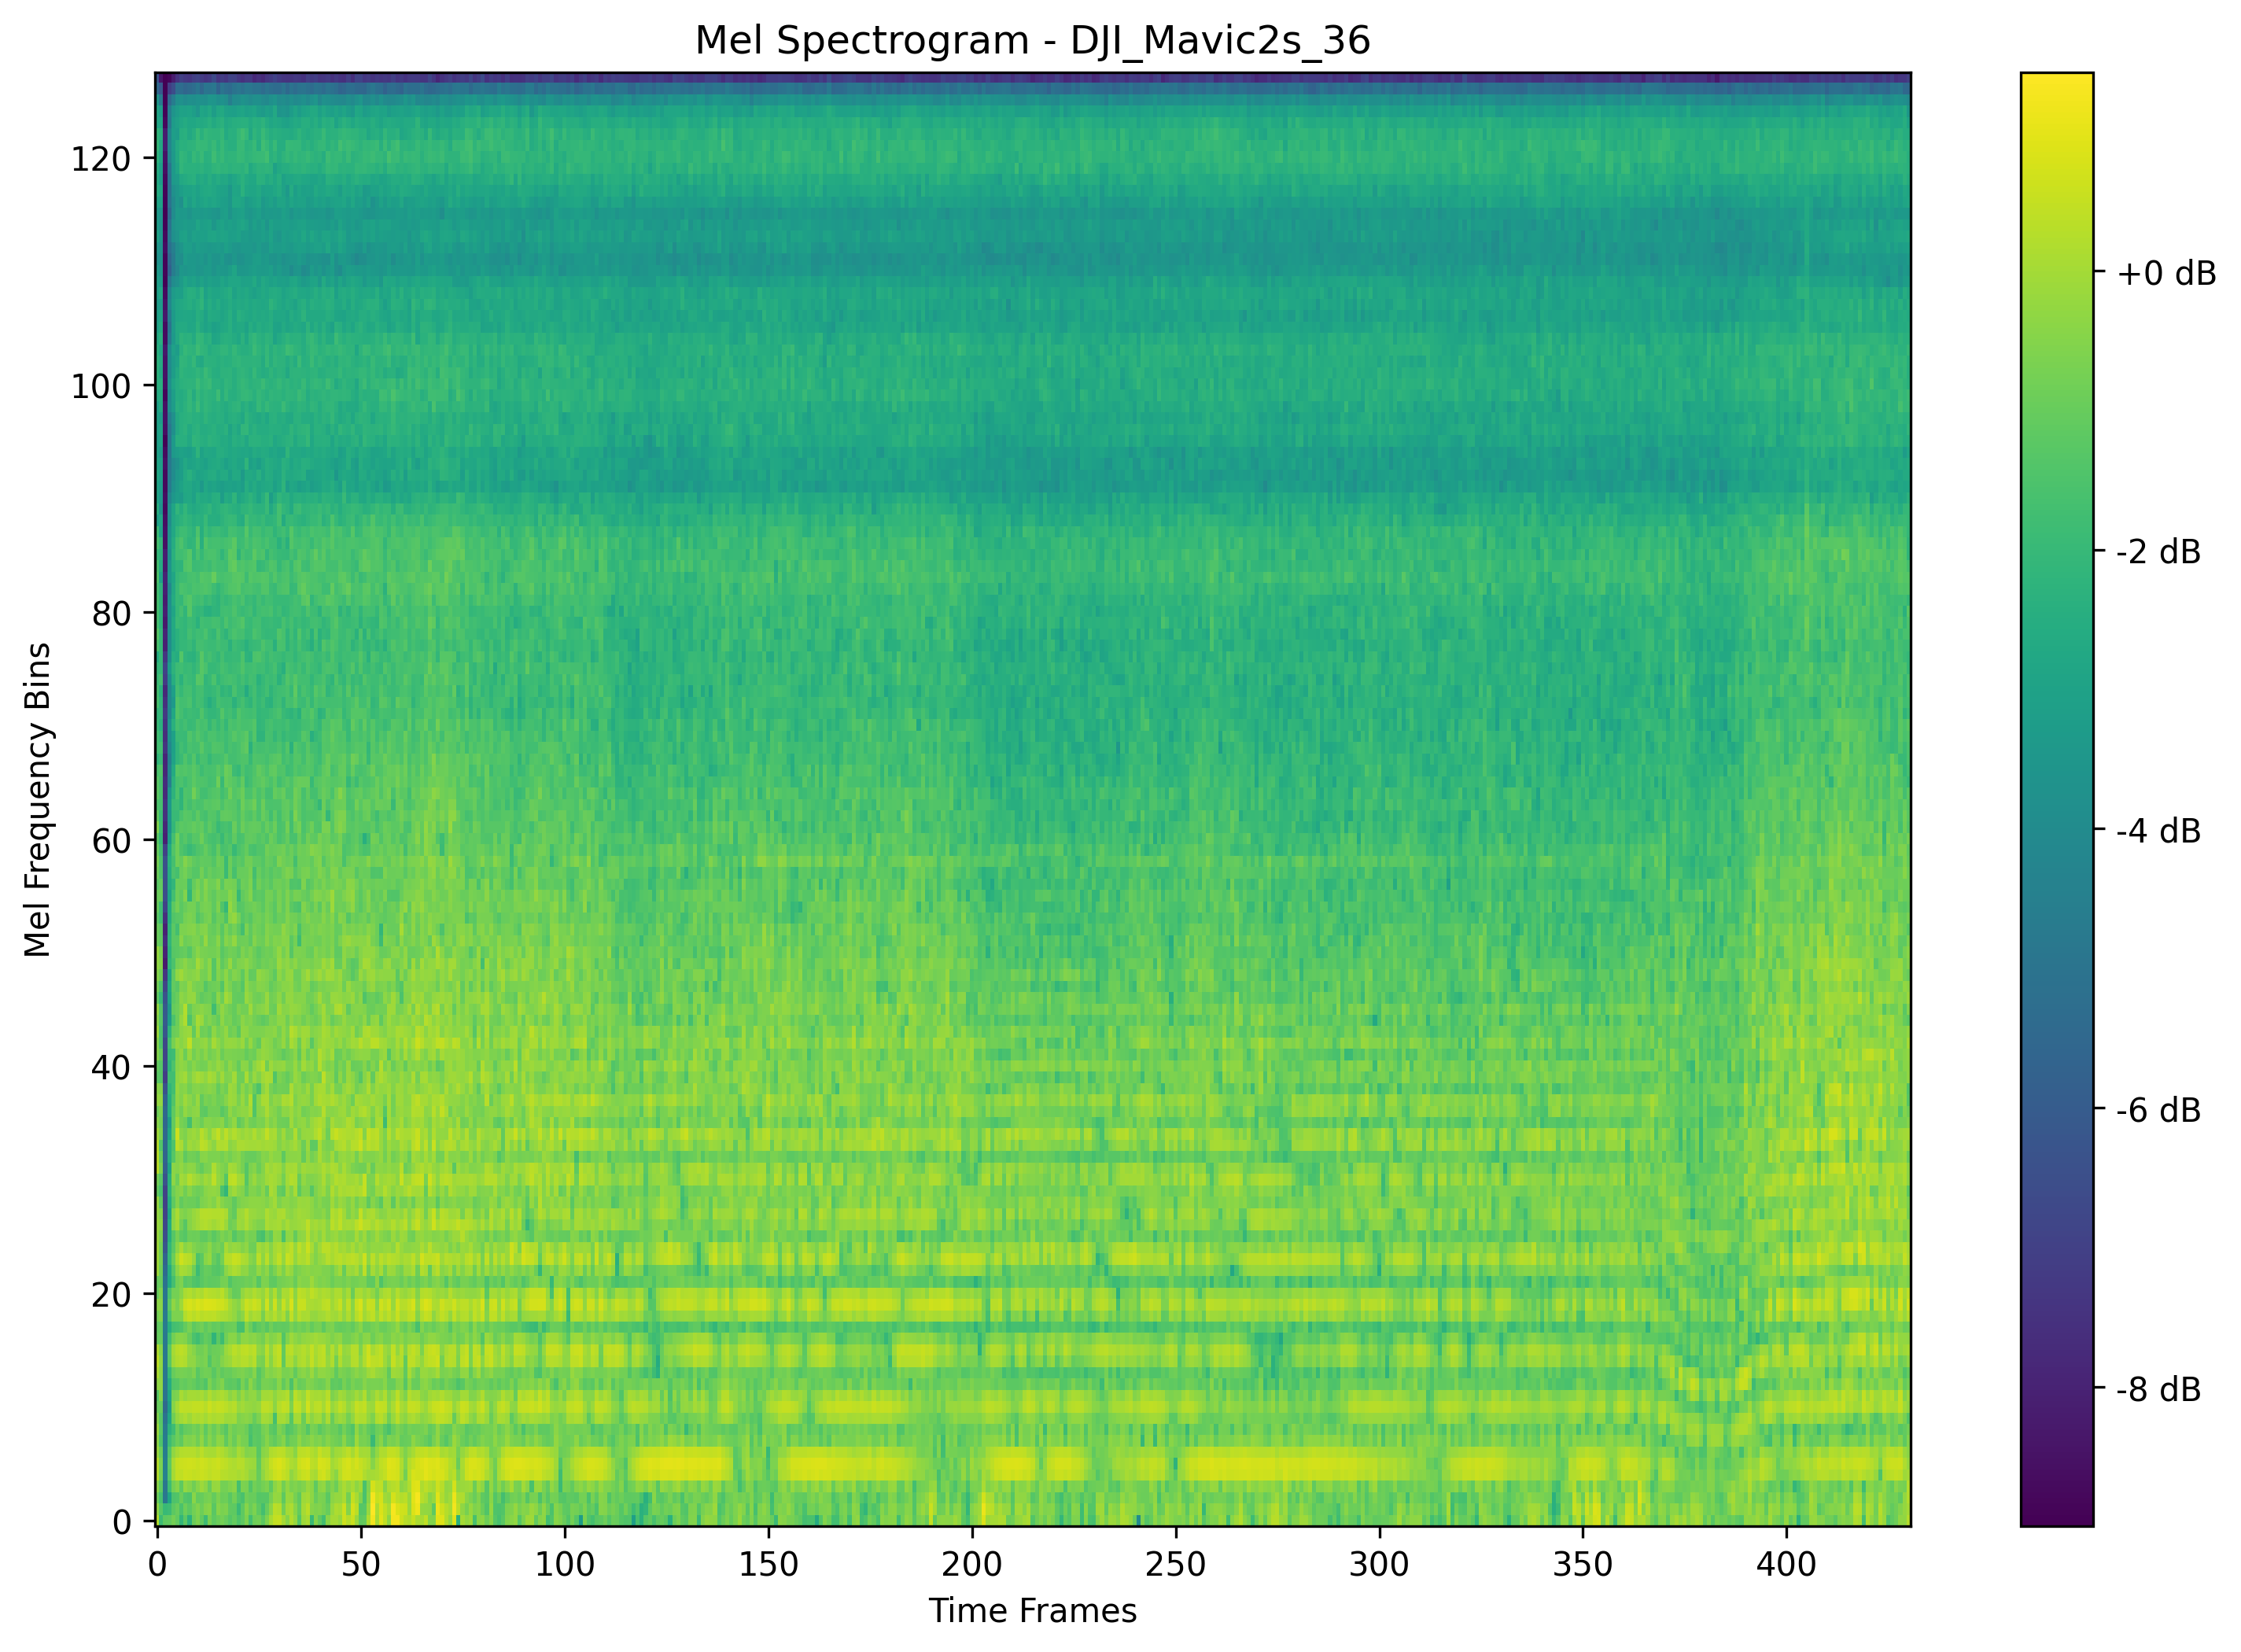 Mel Spectrogram - DJI_Mavic2s_36
Mel Frequency Bins
120
100
80
60
40
20
0
0 50 100 150 200 250 300 350 400
Time Frames
+0 dB
-2 dB
-4 dB
-6 dB
-8 dB